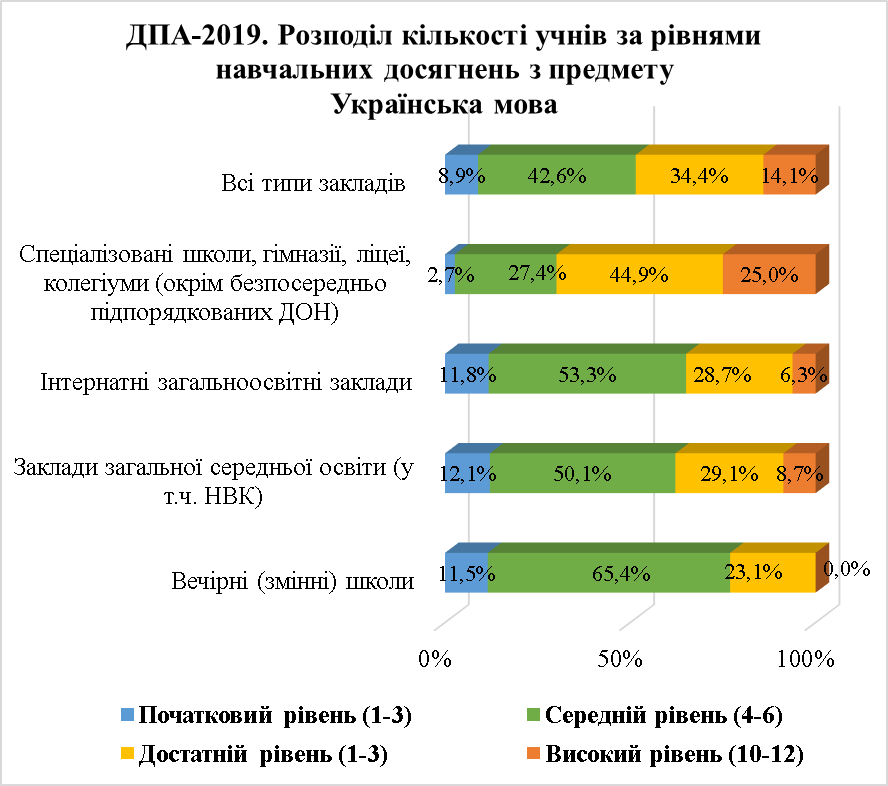 ДПА-2019. Розподіл кількості учнів за рівнями
навчальних досягнень з предмету
Українська мова
Всі типи закладів
8,9% 42,6% 34,4% 14,1%
Спеціалізовані школи, гімназії, ліцеї,
колегіуми (окрім безпосередньо
підпорядкованих ДОН)
2,7% 27,4% 44,9% 25,0%
Інтернатні загальноосвітні заклади
11,8% 53,3% 28,7% 6,3%
Заклади загальної середньої освіти (у
т.ч. НВК)
12,1% 50,1% 29,1% 8,7%
Вечірні (змінні) школи
11,5% 65,4% 23,1% 0,0%
0% 50% 100%
Початковий рівень (1-3) Середній рівень (4-6)
Достатній рівень (1-3) Високий рівень (10-12)